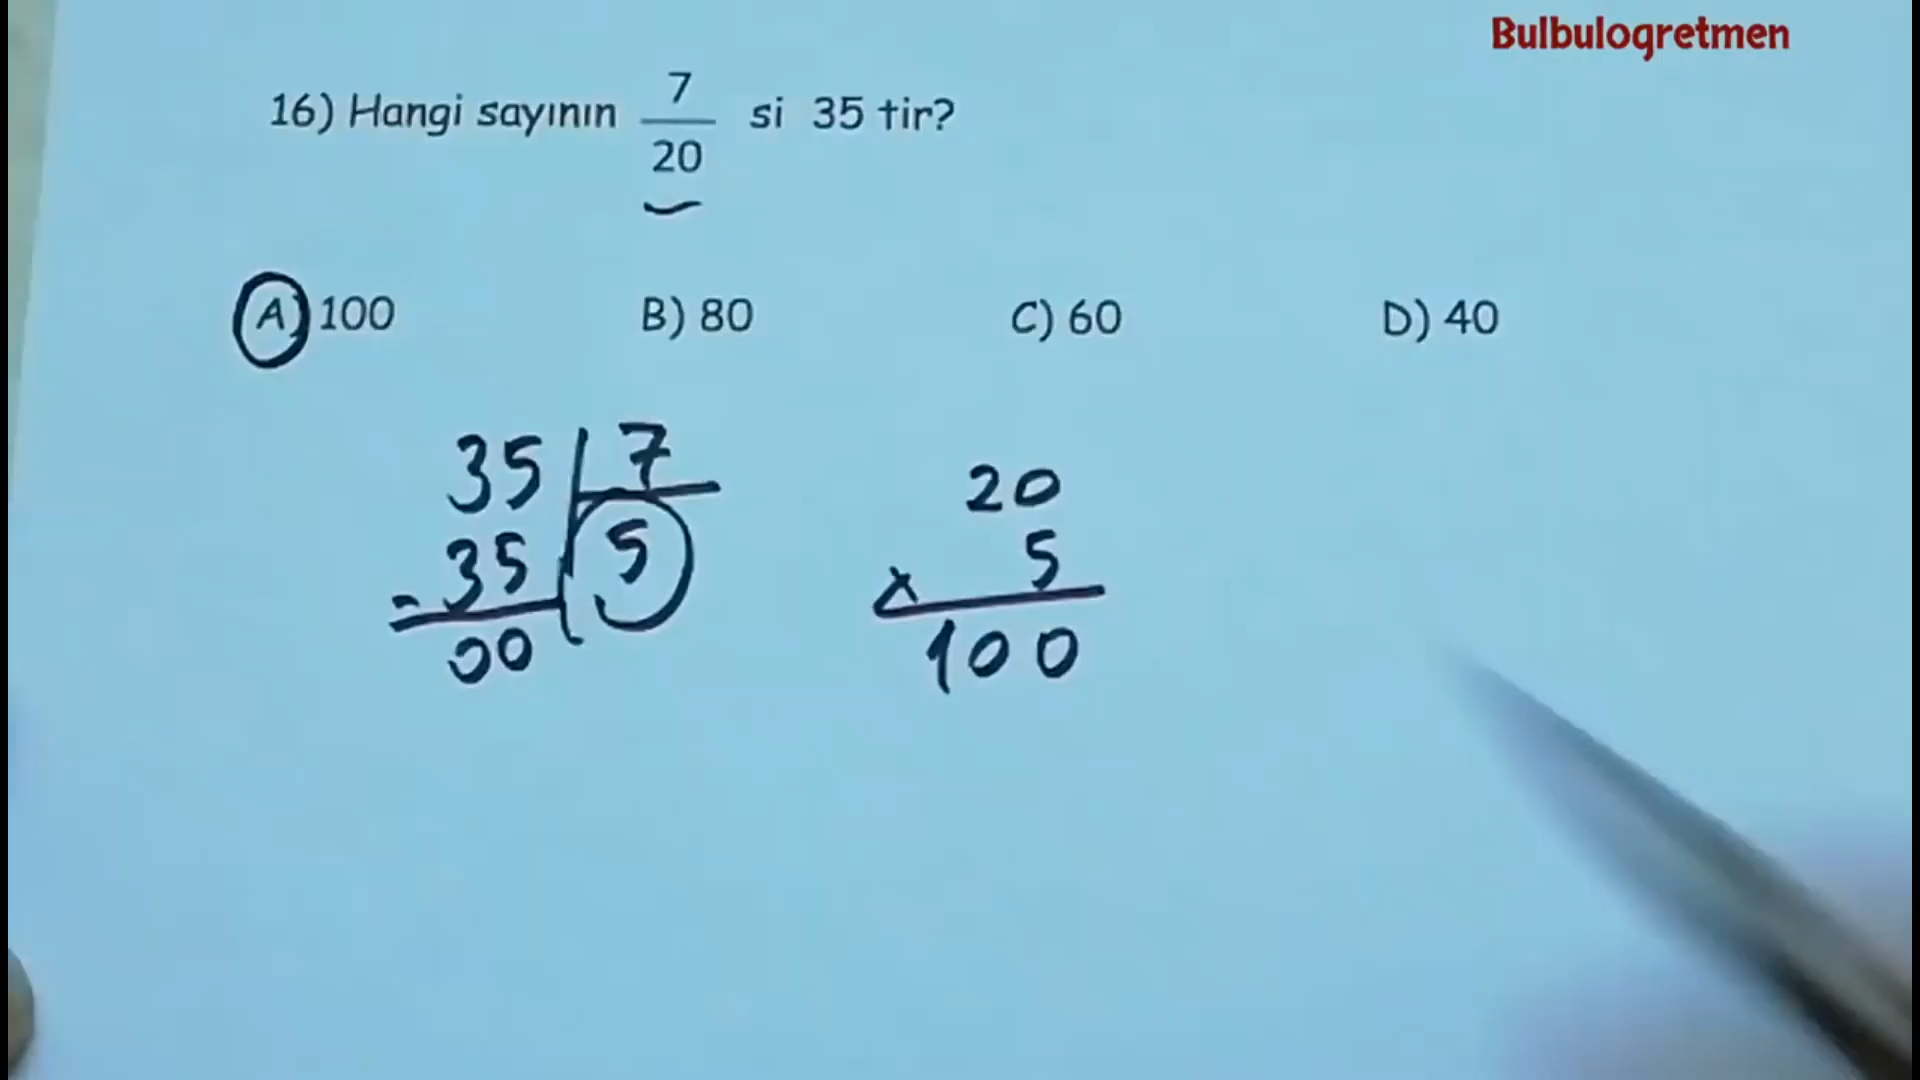 Bulbulogretmen
16) Hangi sayının 7/20 si 35 tir?
A) 100 B) 80 C) 60 D) 40
35 7
- 35 5
00
20
x 5
100